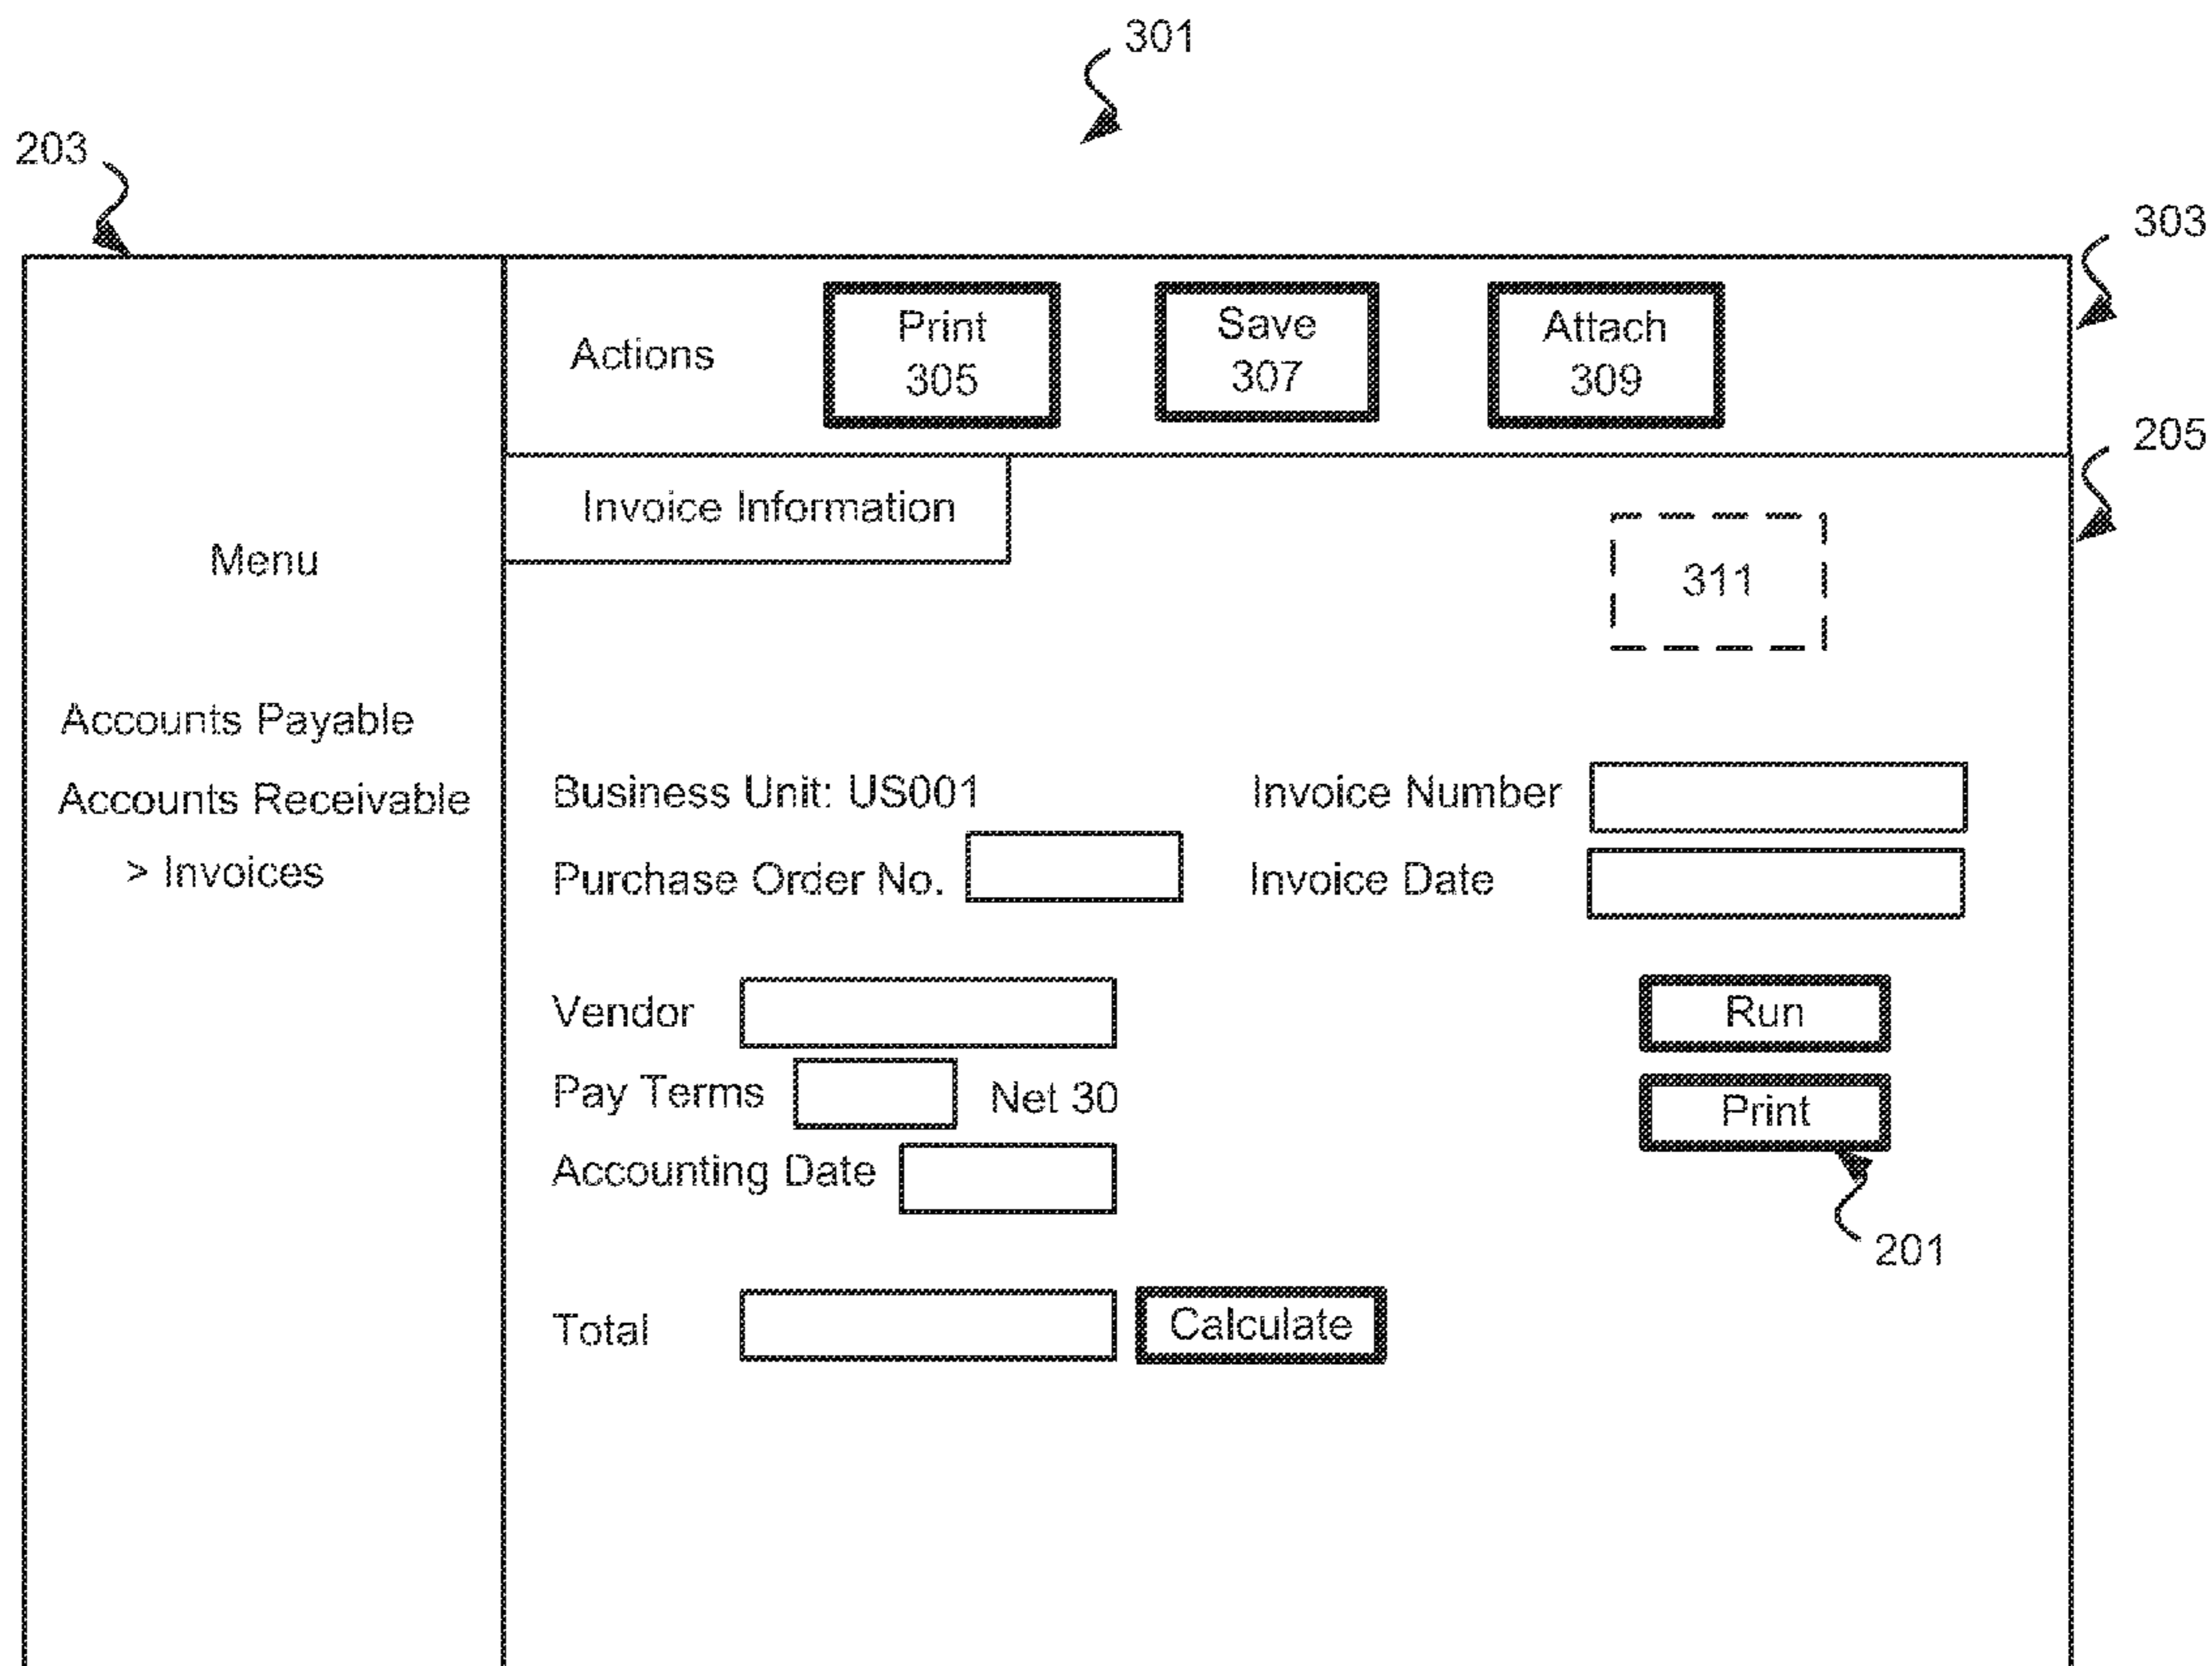 301
203
303
Actions
Print
305
Save
307
Attach
309
205
Invoice Information
Menu
311
Accounts Payable
Accounts Receivable
> Invoices
Business Unit: US001
Invoice Number
Purchase Order No.
Invoice Date
Vendor
Run
Pay Terms
Net 30
Print
Accounting Date
201
Total
Calculate